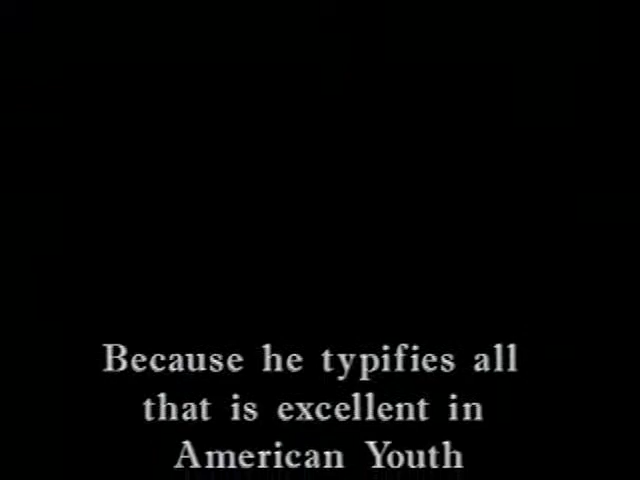 Because he typifies all
that is excellent in
American Youth